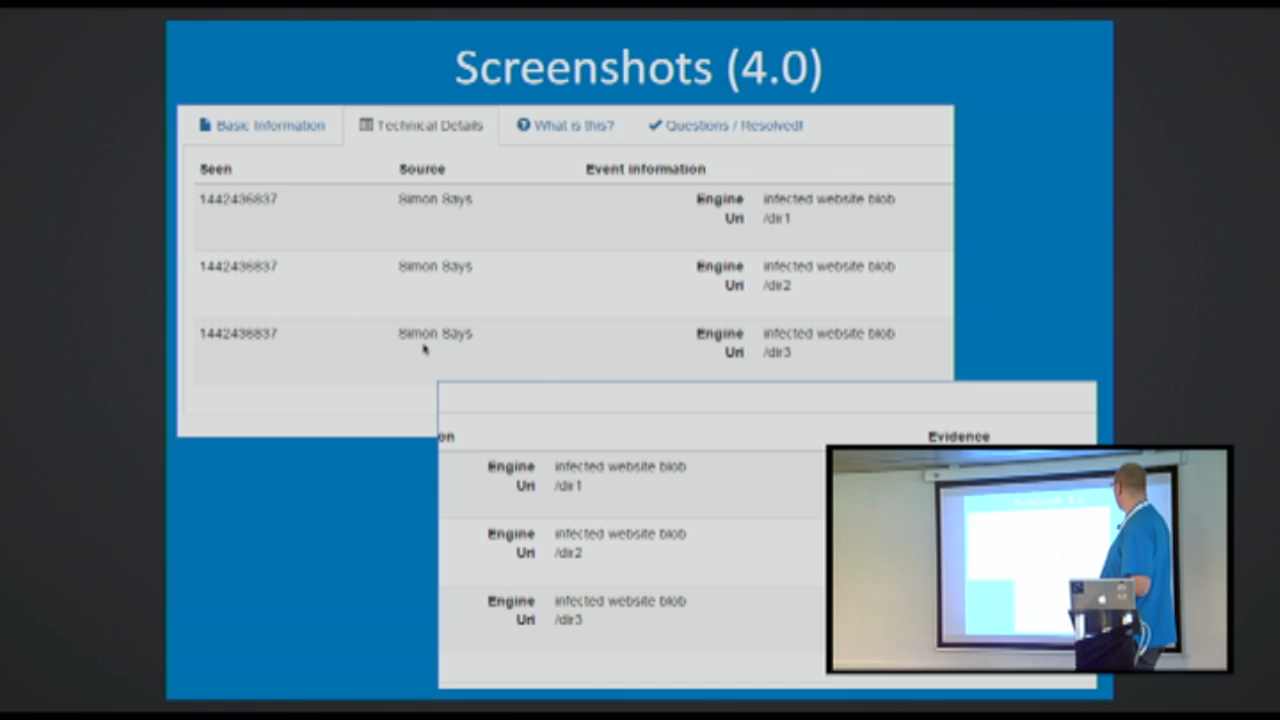 Screenshots (4.0)
Basic Information Technical Details What is this? Questions / Resolved!
Seen Source Event information
1442436837 Simon Says Engine infected website blob
Uri /dir1
1442436837 Simon Says Engine infected website blob
Uri /dir2
1442436837 Simon Says Engine infected website blob
Uri /dir3
on Evidence
Engine infected website blob
Uri /dir1
Engine infected website blob
Uri /dir2
Engine infected website blob
Uri /dir3